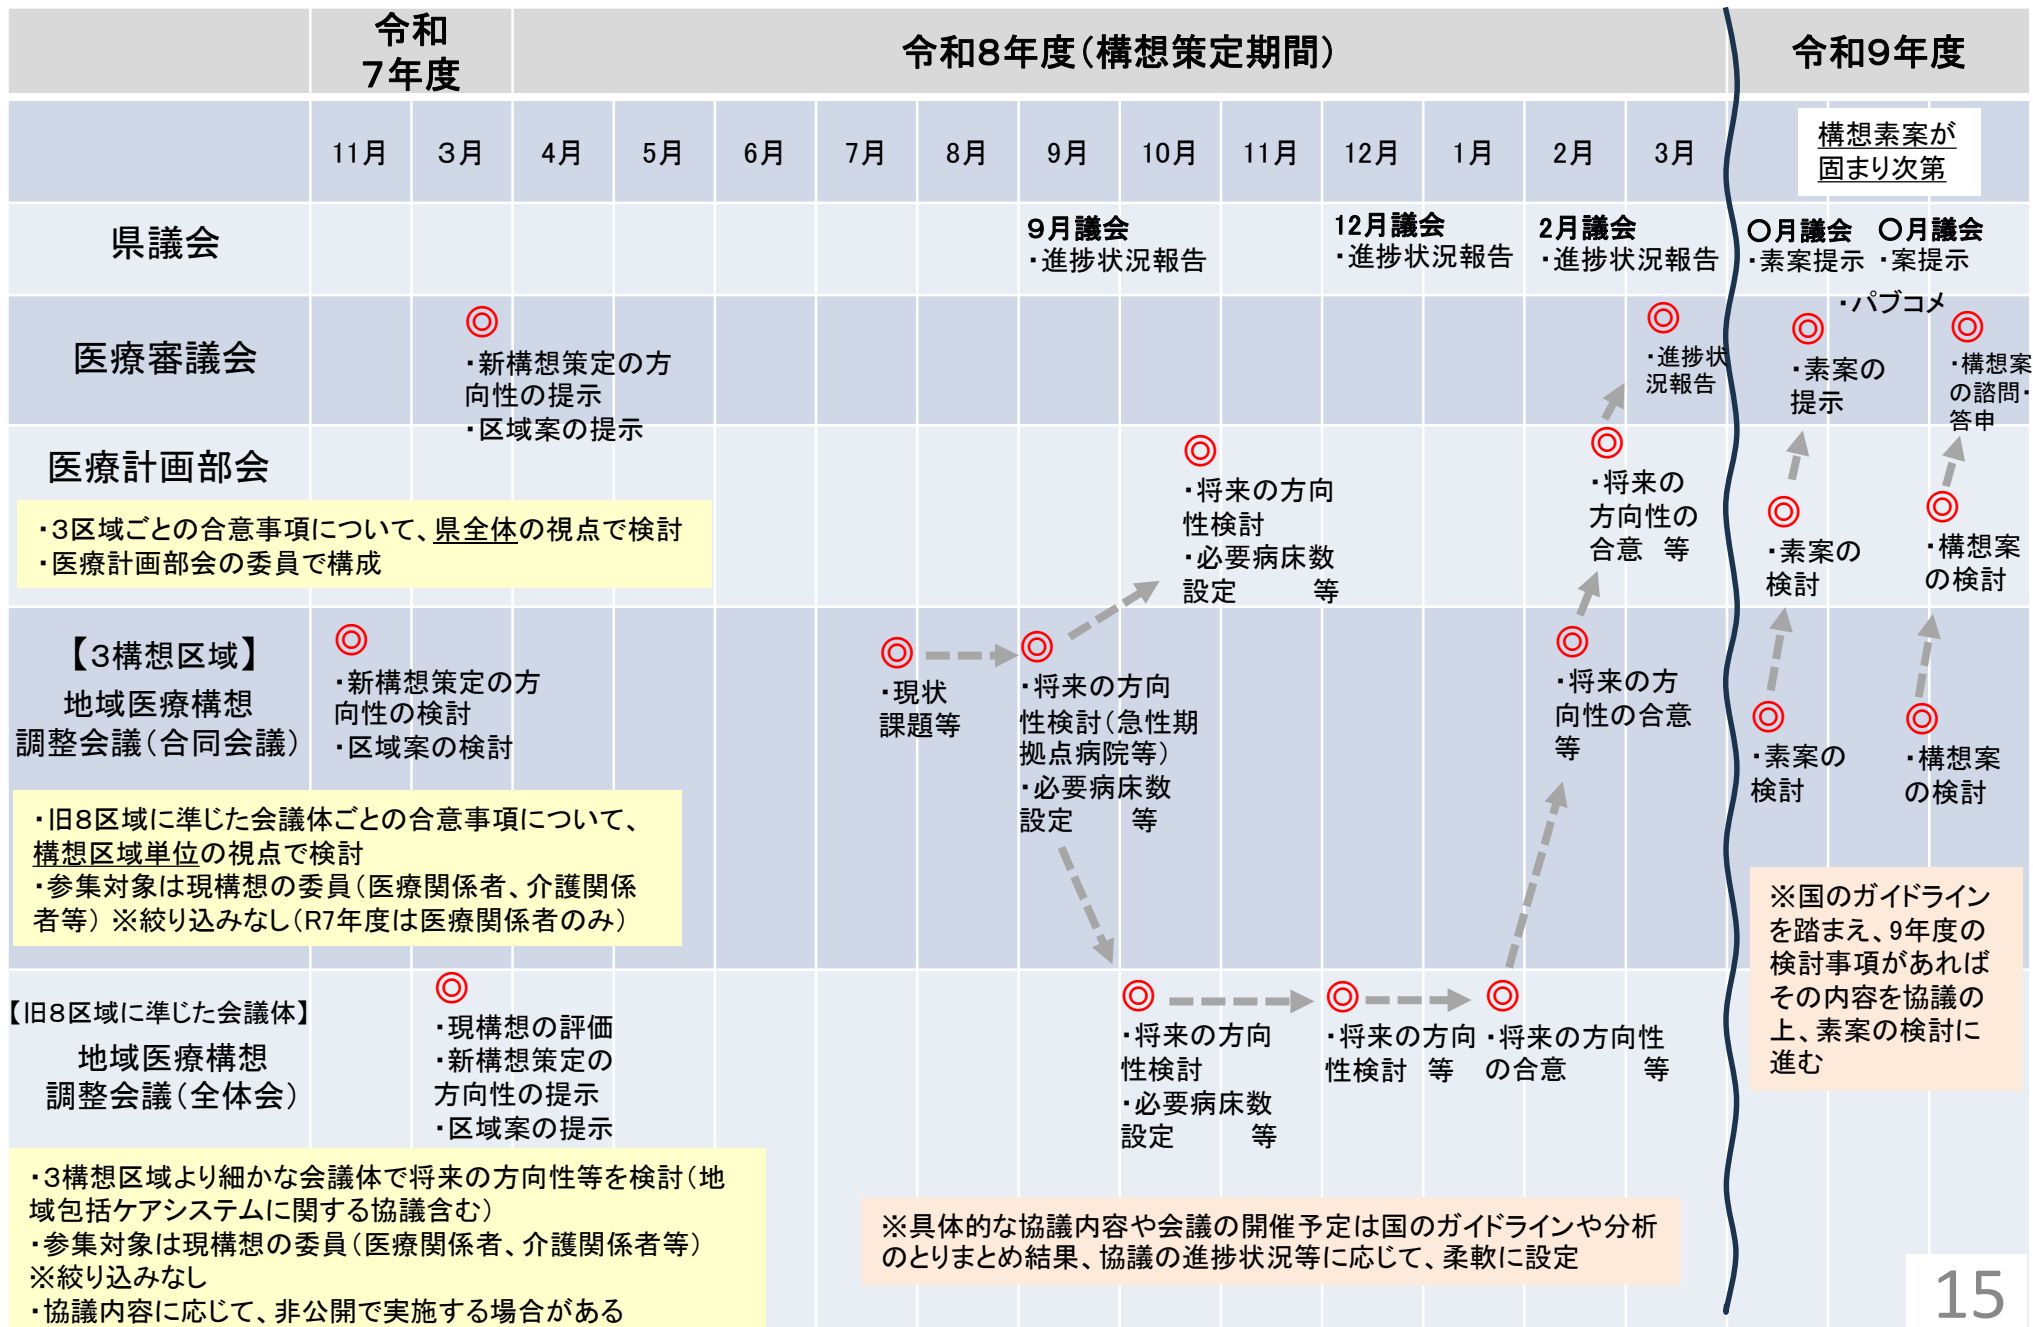 令和
7年度
令和8年度(構想策定期間)
令和9年度
11月
3月
4月
5月
6月
7月
8月
9月
10月
11月
12月
1月
2月
3月
構想素案が
固まり次第
県議会
9月議会
・進捗状況報告
12月議会
・進捗状況報告
2月議会
・進捗状況報告
〇月議会
・素案提示
〇月議会
・案提示
・パブコメ
医療審議会
◎
・新構想策定の方
向性の提示
・区域案の提示
◎
・進捗状
況報告
◎
・素案の
提示
◎
・構想案
の諮問・
答申
医療計画部会
・3区域ごとの合意事項について、県全体の視点で検討
・医療計画部会の委員で構成
◎
・将来の方向
性検討
・必要病床数
設定 等
◎
・将来の
方向性の
合意 等
◎
・素案の
検討
◎
・構想案
の検討
【3構想区域】
地域医療構想
調整会議(合同会議)
◎
・新構想策定の方
向性の検討
・区域案の検討
◎
・現状
課題等
◎
・将来の方向
性検討(急性期
拠点病院等)
・必要病床数
設定 等
◎
・将来の方
向性の合意
等
◎
・素案の
検討
◎
・構想案
の検討
・旧8区域に準じた会議体ごとの合意事項について、
構想区域単位の視点で検討
・参集対象は現構想の委員(医療関係者、介護関係
者等) ※絞り込みなし(R7年度は医療関係者のみ)
※国のガイドライン
を踏まえ、9年度の
検討事項があれば
その内容を協議の
上、素案の検討に
進む
【旧8区域に準じた会議体】
地域医療構想
調整会議(全体会)
◎
・現構想の評価
・新構想策定の
方向性の提示
・区域案の提示
◎
・将来の方向
性検討
・必要病床数
設定 等
◎
・将来の方向
性検討 等
◎
・将来の方向性
の合意 等
・3構想区域より細かな会議体で将来の方向性等を検討(地
域包括ケアシステムに関する協議含む)
・参集対象は現構想の委員(医療関係者、介護関係者等)
※絞り込みなし
・協議内容に応じて、非公開で実施する場合がある
※具体的な協議内容や会議の開催予定は国のガイドラインや分析
のとりまとめ結果、協議の進捗状況等に応じて、柔軟に設定
15